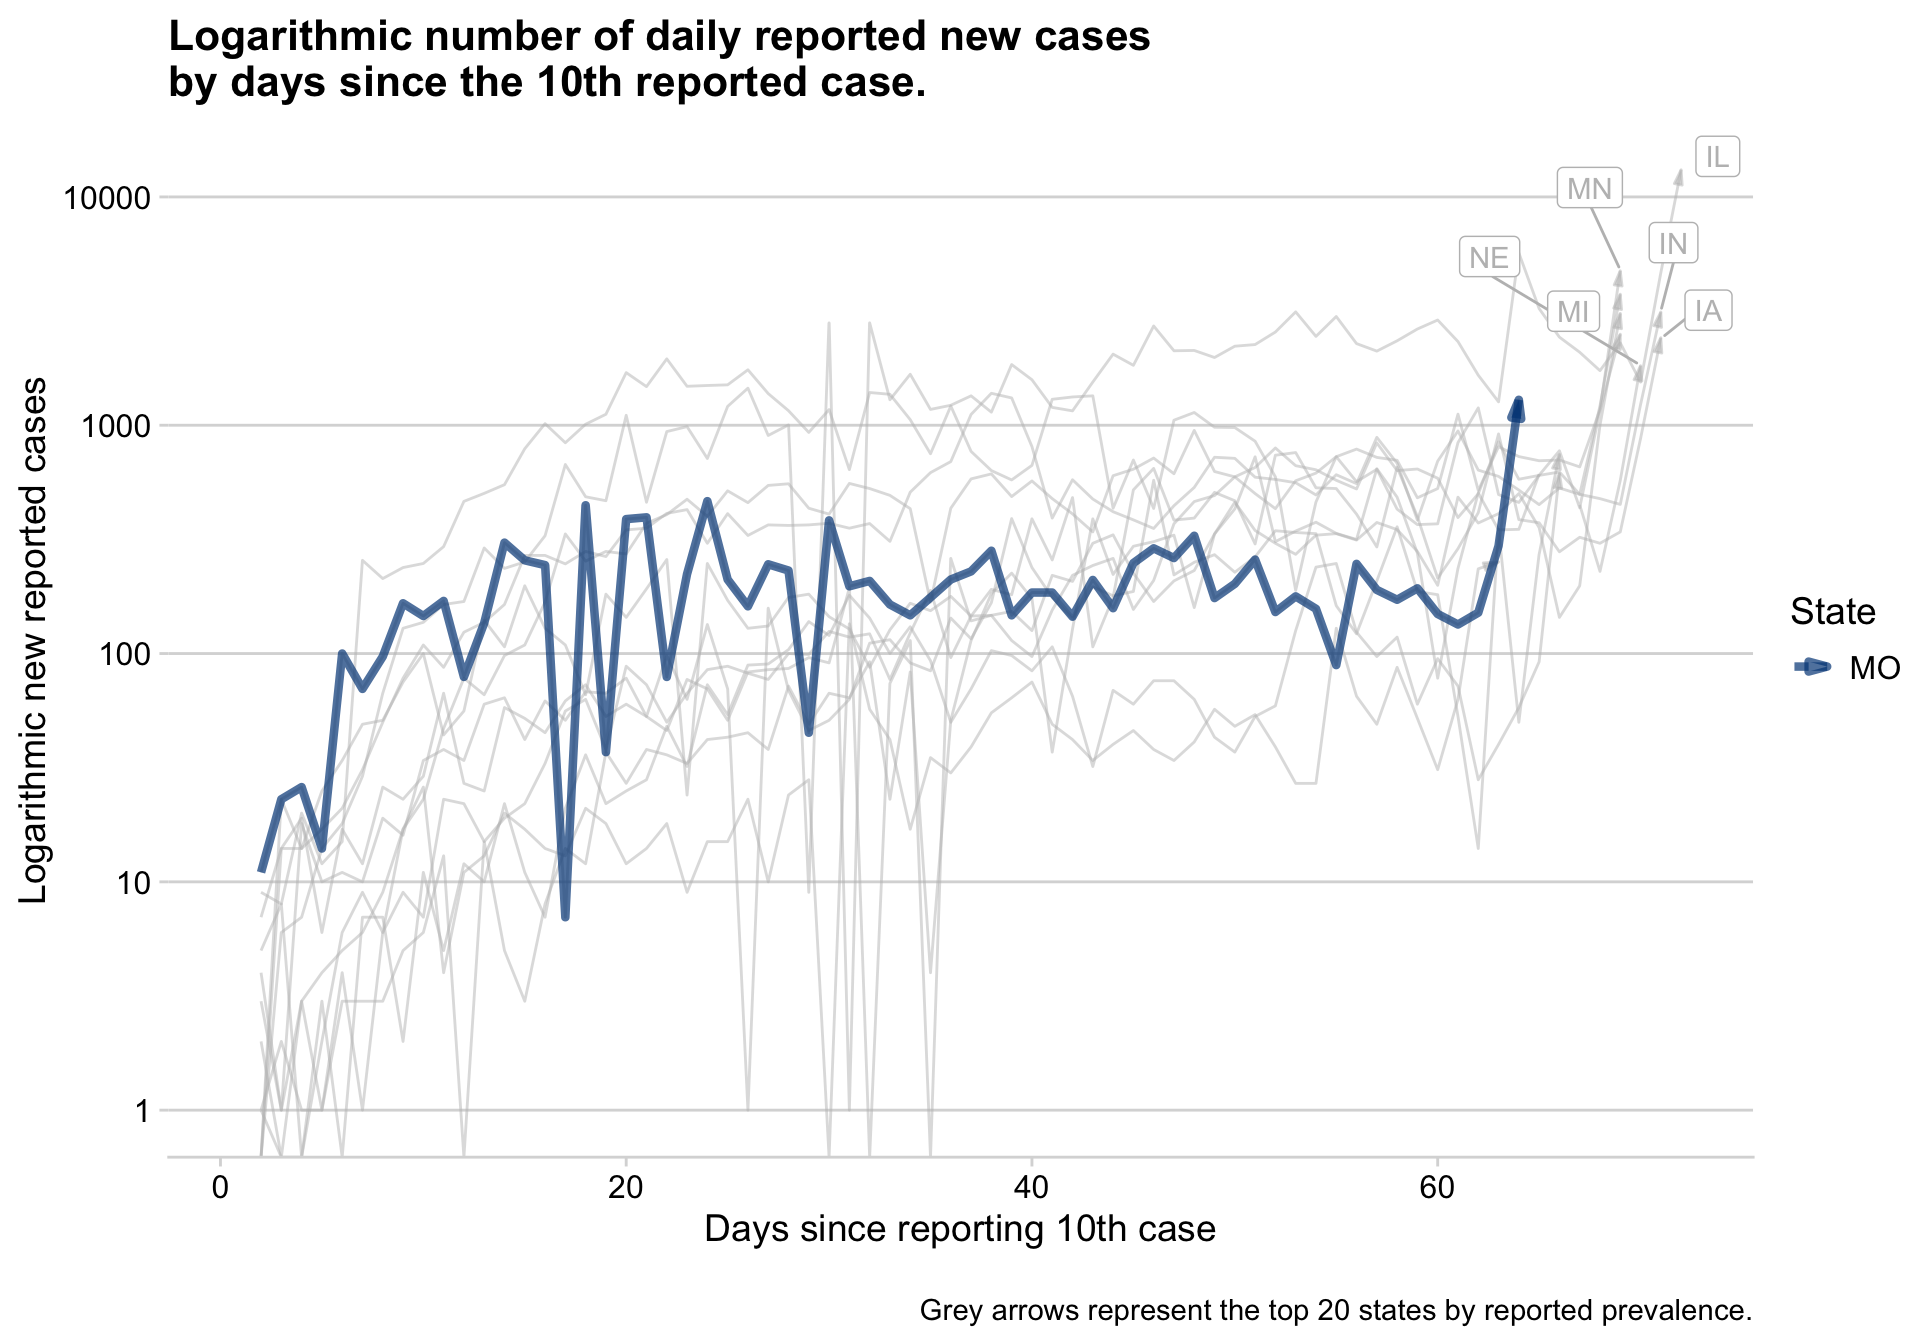 Logarithmic number of daily reported new cases
by days since the 10th reported case.
Logarithmic new reported cases
10000
1000
100
10
1
IL
MN
IN
NE
MI
IA
State
MO
0
20
40
60
Days since reporting 10th case
Grey arrows represent the top 20 states by reported prevalence.